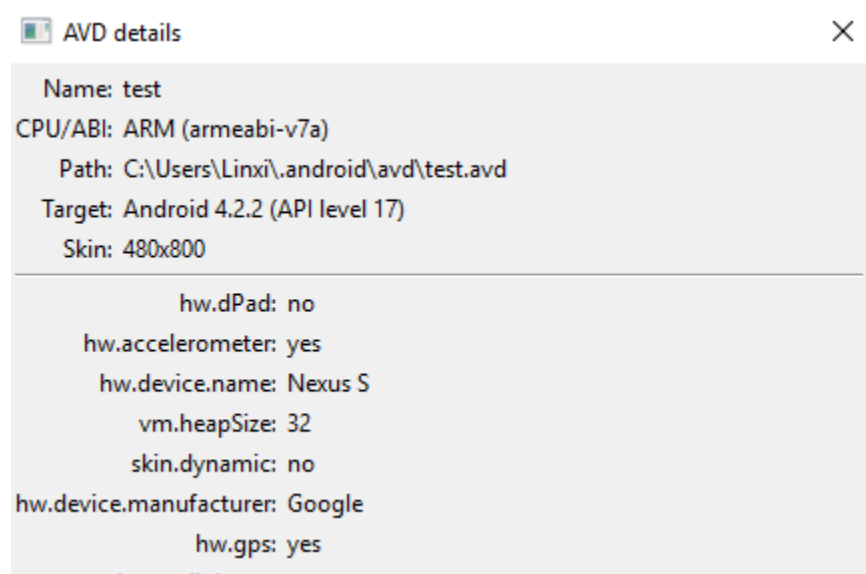 AVD details
Name: test
CPU/ABI: ARM (armeabi-v7a)
Path: C:\Users\Linxi\.android\avd\test.avd
Target: Android 4.2.2 (API level 17)
Skin: 480x800
hw.dPad: no
hw.accelerometer: yes
hw.device.name: Nexus S
vm.heapSize: 32
skin.dynamic: no
hw.device.manufacturer: Google
hw.gps: yes